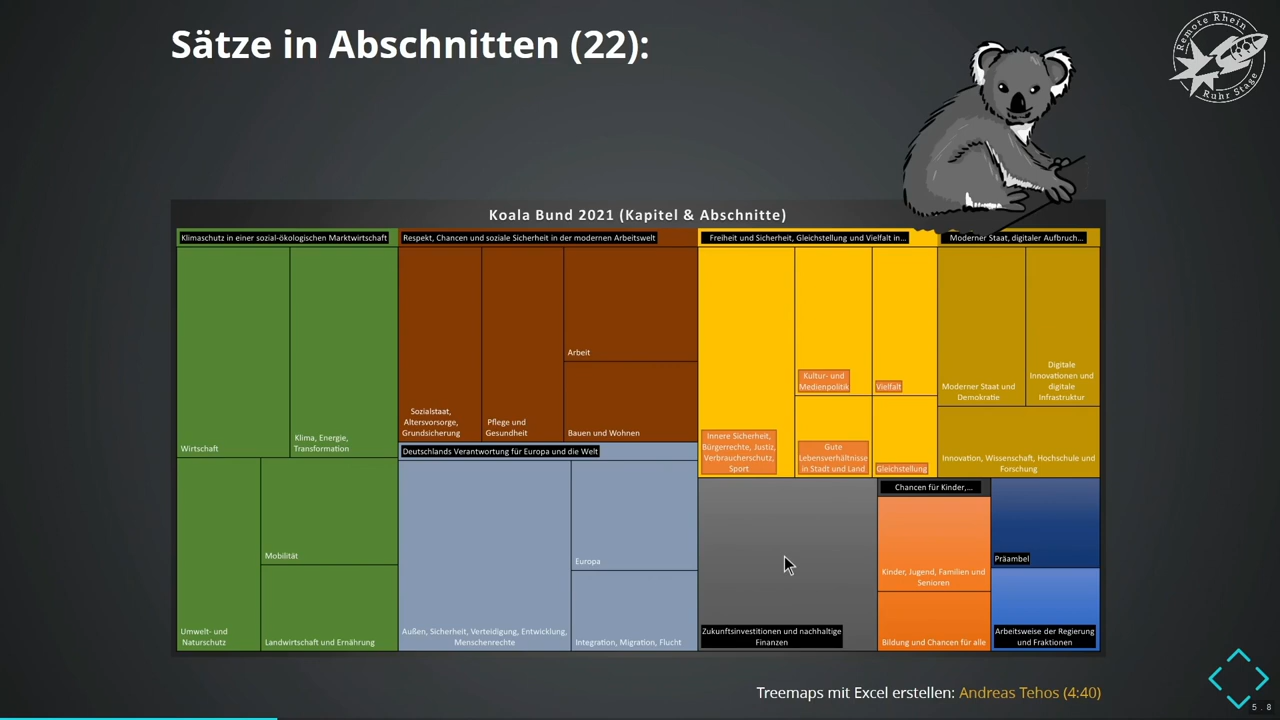 Sätze in Abschnitten (22):
Remote Rhein
Ruhr Stage
Koala Bund 2021 (Kapitel & Abschnitte)
Klimaschutz in einer sozial-ökologischen Marktwirtschaft
Respekt, Chancen und soziale Sicherheit in der modernen Arbeitswelt
Freiheit und Sicherheit, Gleichstellung und Vielfalt in...
Moderner Staat, digitaler Aufbruch...
Wirtschaft
Klima, Energie,
Transformation
Umwelt- und
Naturschutz
Mobilität
Landwirtschaft und Ernährung
Sozialstaat,
Altersvorsorge,
Grundsicherung
Pflege und
Gesundheit
Arbeit
Bauen und Wohnen
Deutschlands Verantwortung für Europa und die Welt
Außen, Sicherheit, Verteidigung, Entwicklung,
Menschenrechte
Europa
Integration, Migration, Flucht
Innere Sicherheit,
Bürgerrechte, Justiz,
Verbraucherschutz,
Sport
Kultur- und
Medienpolitik
Gute
Lebensverhältnisse
in Stadt und Land
Vielfalt
Gleichstellung
Moderner Staat und
Demokratie
Digitale
Innovationen und
digitale
Infrastruktur
Innovation, Wissenschaft, Hochschule und
Forschung
Zukunftsinvestitionen und nachhaltige
Finanzen
Chancen für Kinder,...
Kinder, Jugend, Familien und
Senioren
Bildung und Chancen für alle
Präambel
Arbeitsweise der Regierung
und Fraktionen
Treemaps mit Excel erstellen: Andreas Tehos (4:40)
5.8